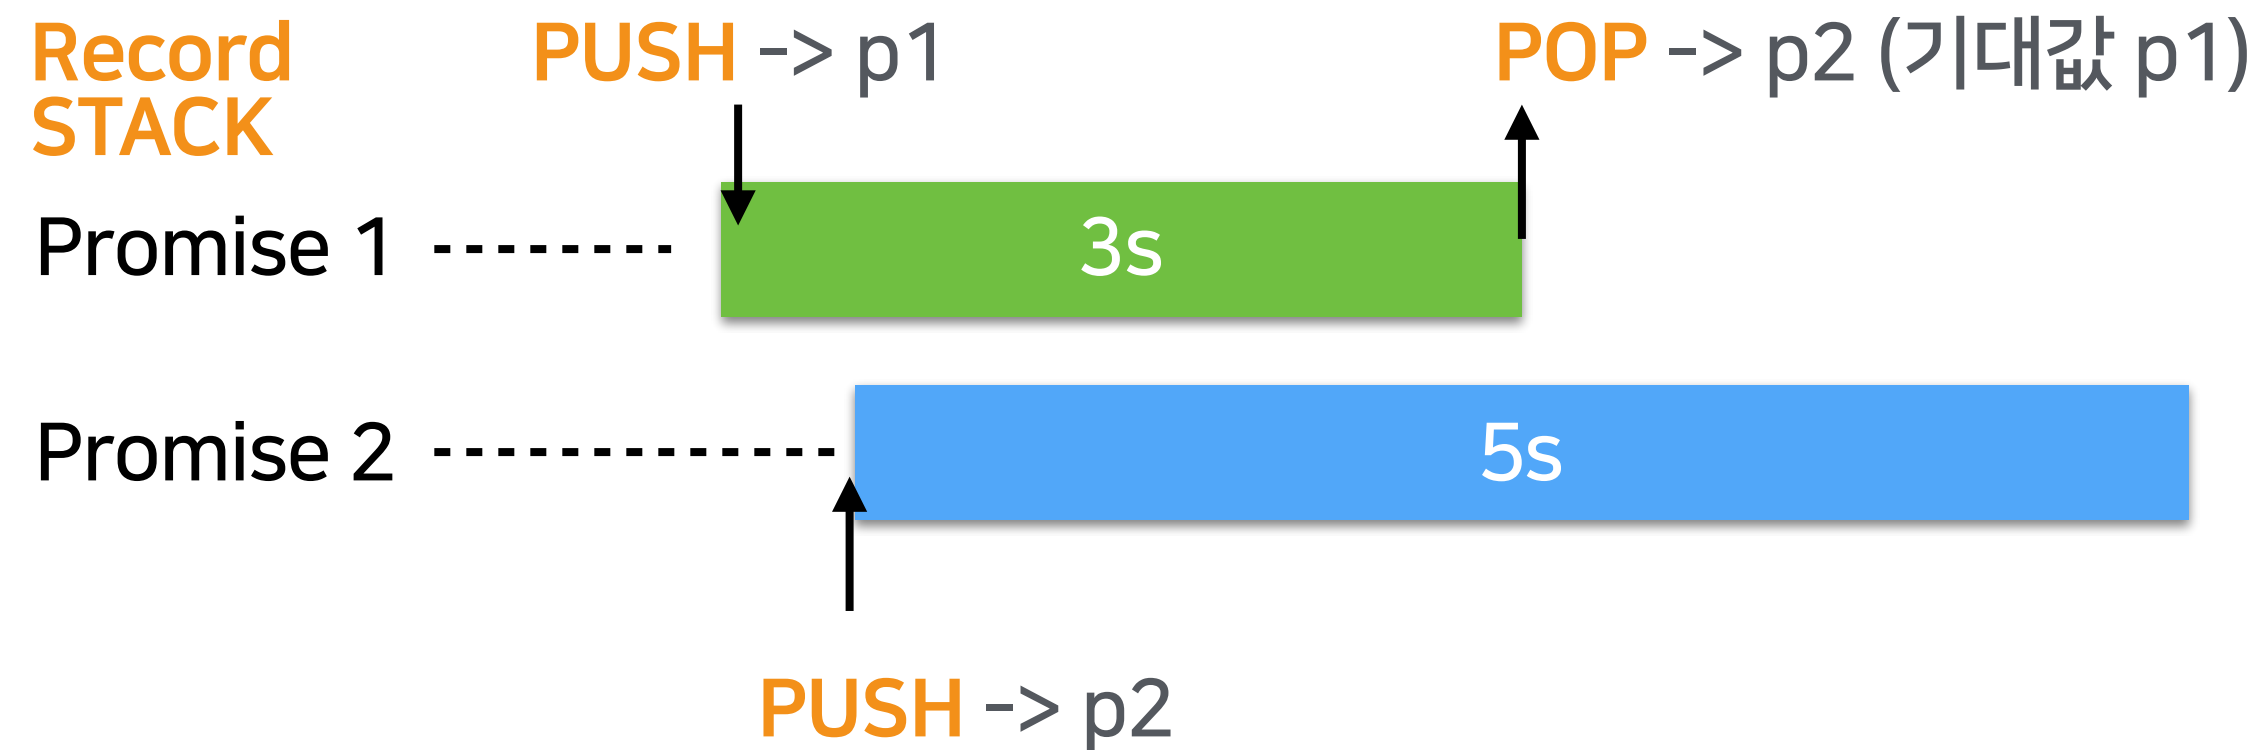 Record
STACK
PUSH -> p1
POP -> p2 (기대값 p1)
Promise 1
3s
Promise 2
5s
PUSH -> p2